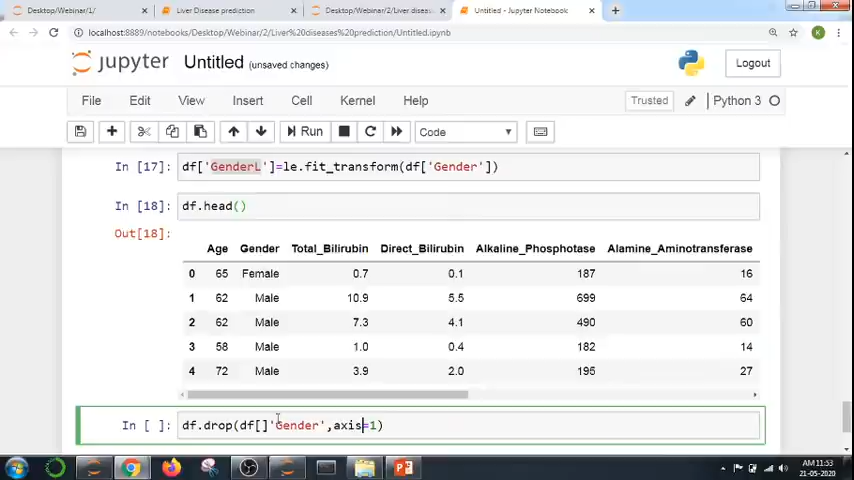 Desktop/Webinar/1/ Liver Disease prediction Desktop/Webinar/2/Liver diseas Untitled - Jupyter Notebook
localhost:8889/notebooks/Desktop/Webinar/2/Liver%20diseases%20prediction/Untitled.ipynb K
jupyter Untitled (unsaved changes) Logout
File Edit View Insert Cell Kernel Help Trusted Python 3
Run Code
In [17]: df['GenderL']=le.fit_transform(df['Gender'])
In [18]: df.head()
Out[18]:
Age Gender Total_Bilirubin Direct_Bilirubin Alkaline_Phosphotase Alamine_Aminotransferase
0 65 Female 0.7 0.1 187 16
1 62 Male 10.9 5.5 699 64
2 62 Male 7.3 4.1 490 60
3 58 Male 1.0 0.4 182 14
4 72 Male 3.9 2.0 195 27
In [ ]: df.drop(df[]'Gender',axis=1)
AM 11:53
21-05-2020